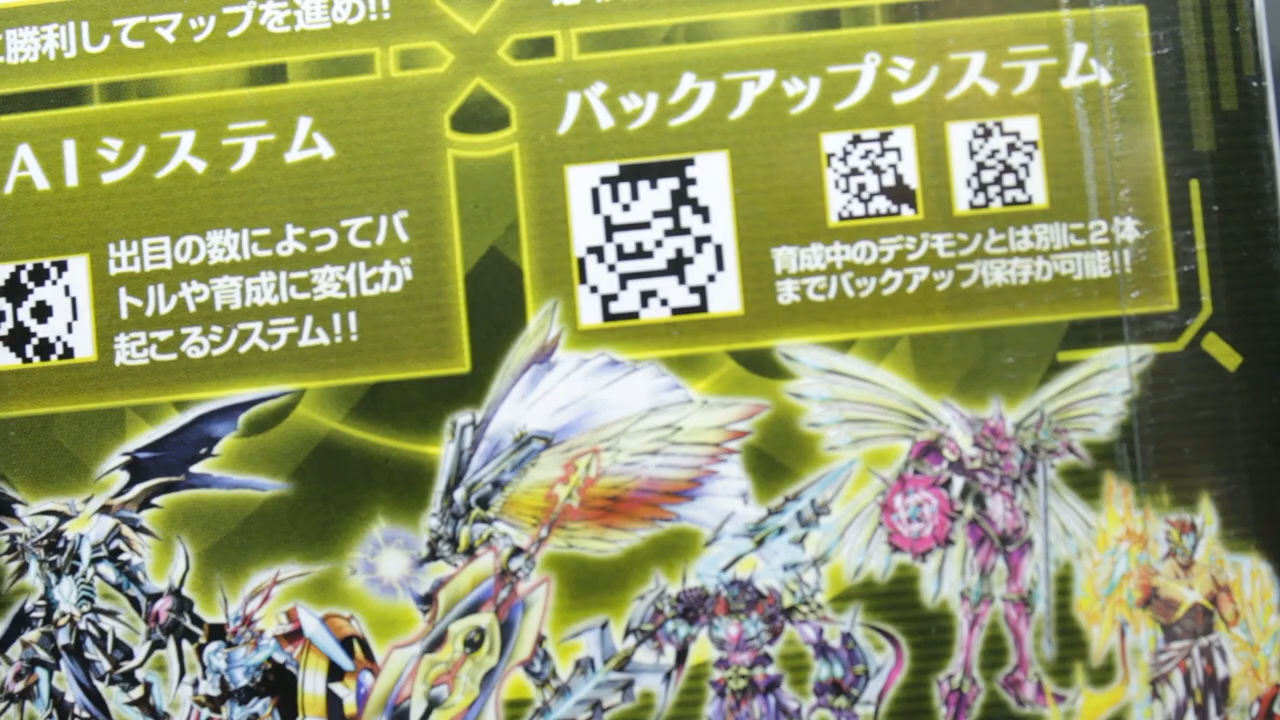 に勝利してマップを進め!!
AIシステム
出目の数によってバ
トルや育成に変化が
起こるシステム!!
バックアップシステム
育成中のデジモンとは別に2体
までバックアップ保存が可能!!